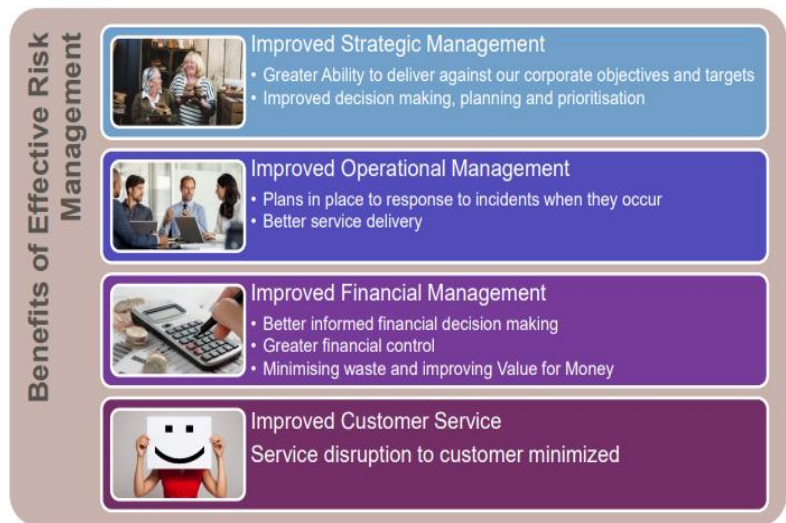 Benefits of Effective Risk
Management
Improved Strategic Management
• Greater Ability to deliver against our corporate objectives and targets
• Improved decision making, planning and prioritisation
Improved Operational Management
• Plans in place to response to incidents when they occur
• Better service delivery
Improved Financial Management
• Better informed financial decision making
• Greater financial control
• Minimising waste and improving Value for Money
Improved Customer Service
Service disruption to customer minimized